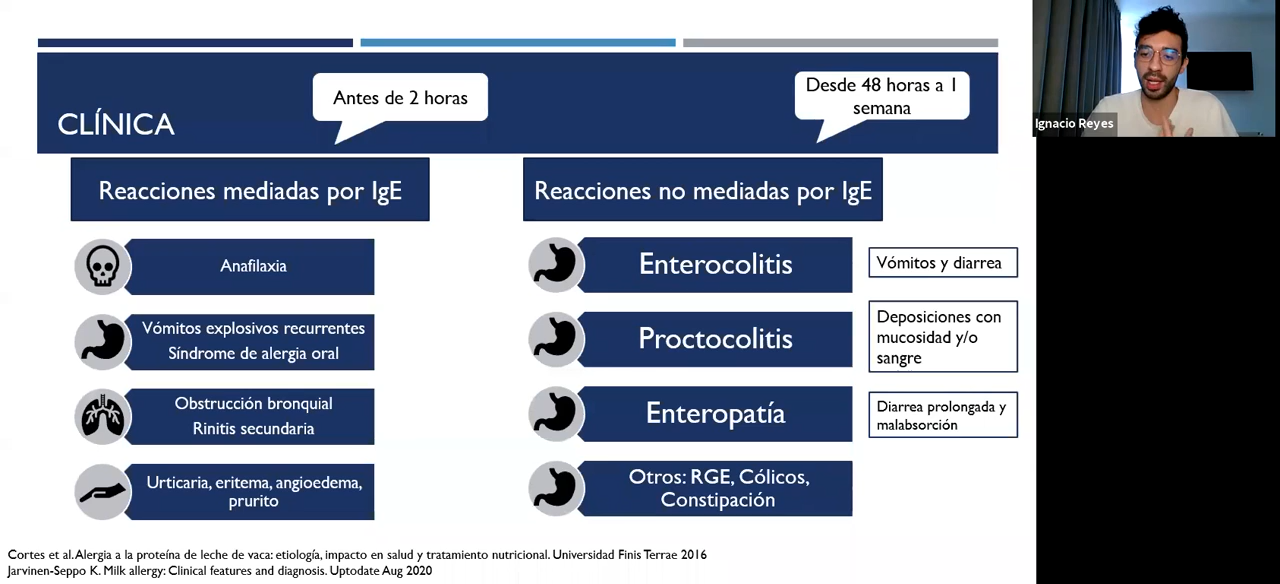 CLÍNICA
Antes de 2 horas
Desde 48 horas a 1
semana
Reacciones mediadas por IgE
Anafilaxia
Vómitos explosivos recurrentes
Síndrome de alergia oral
Obstrucción bronquial
Rinitis secundaria
Urticaria, eritema, angioedema,
prurito
Reacciones no mediadas por IgE
Enterocolitis
Vómitos y diarrea
Proctocolitis
Deposiciones con
mucosidad y/o
sangre
Enteropatía
Diarrea prolongada y
malabsorción
Otros: RGE, Cólicos,
Constipación
Cortes et al. Alergia a la proteína de leche de vaca: etiología, impacto en salud y tratamiento nutricional. Universidad Finis Terrae 2016
Jarvinen-Seppo K. Milk allergy: Clinical features and diagnosis. Uptodate Aug 2020
Ignacio Reyes